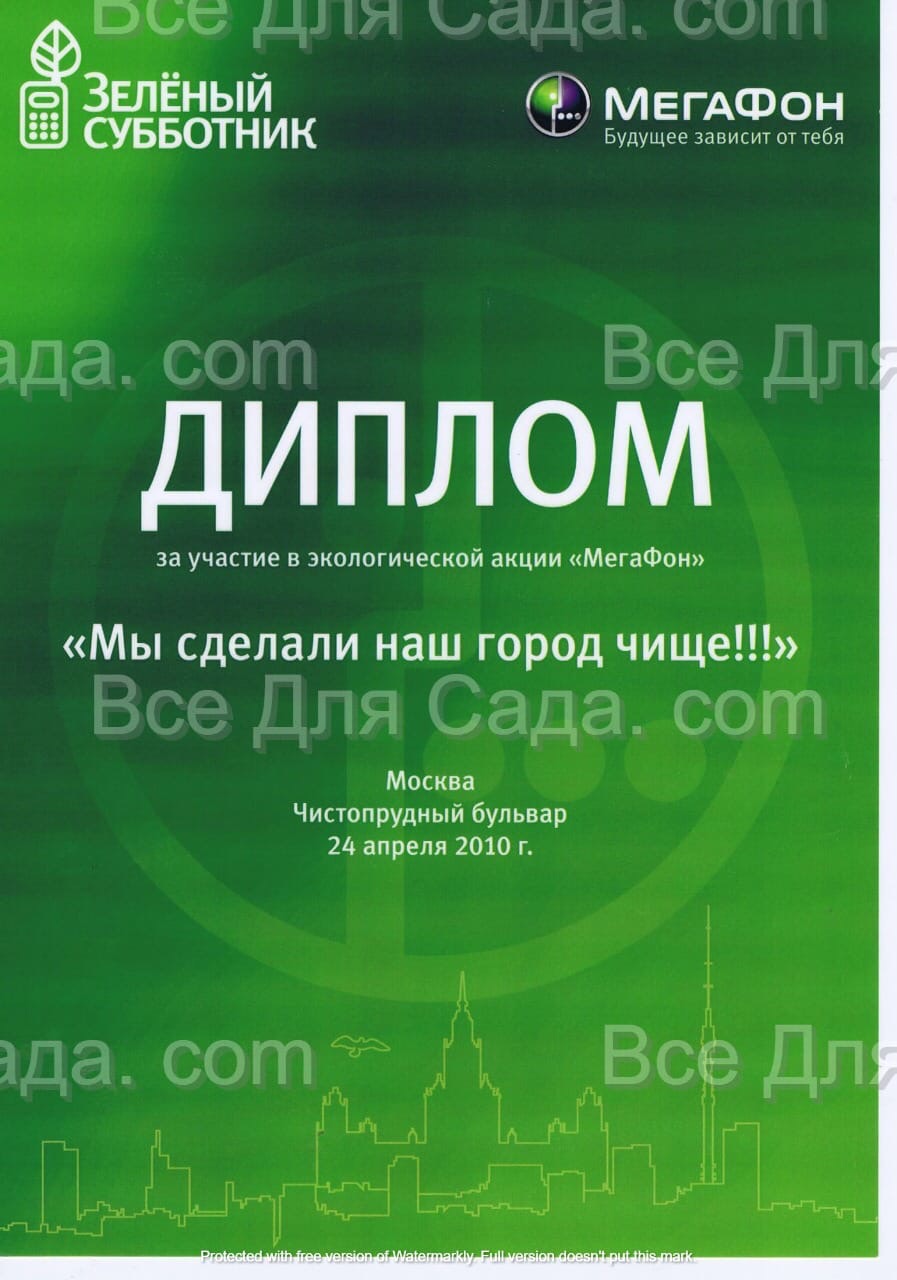 Все Для Сада. com
ЗЕЛЁНЫЙ
СУББОТНИК
МЕГАФОН
Будущее зависит от тебя
ада. com
Все Для
ДИПЛОМ
за участие в экологической акции «МегаФон»
«Мы сделали наш город чище!!!»
Все Для Сада. com
Москва
Чистопрудный бульвар
24 апреля 2010 г.
ада. com
Все Для
Protected with free version of Watermarkly. Full version doesn't put this mark.